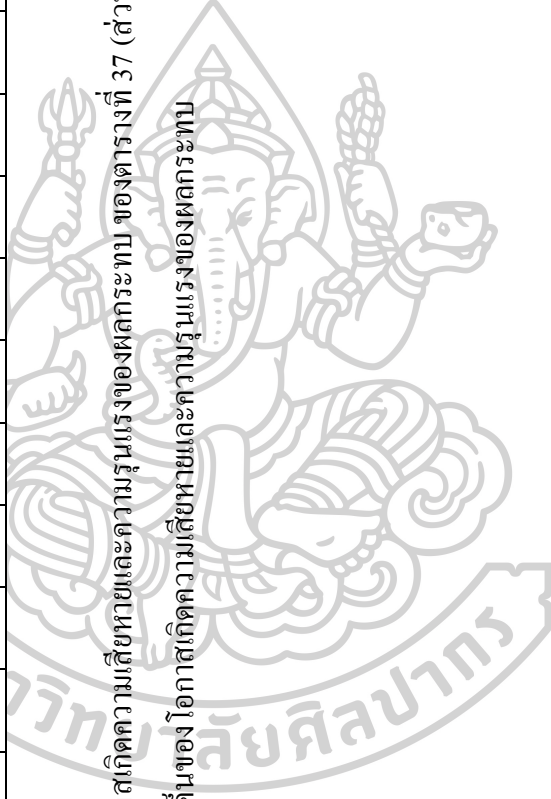 สเกิดความเสียหายและความรุนแรงของผลกระทบ ของตารางที่ 37 (ส่ว
ต้นของโอกาสเกิดความเสียหายและความรุนแรงของผลกระทบ
วิทยาลัยศิลปากร